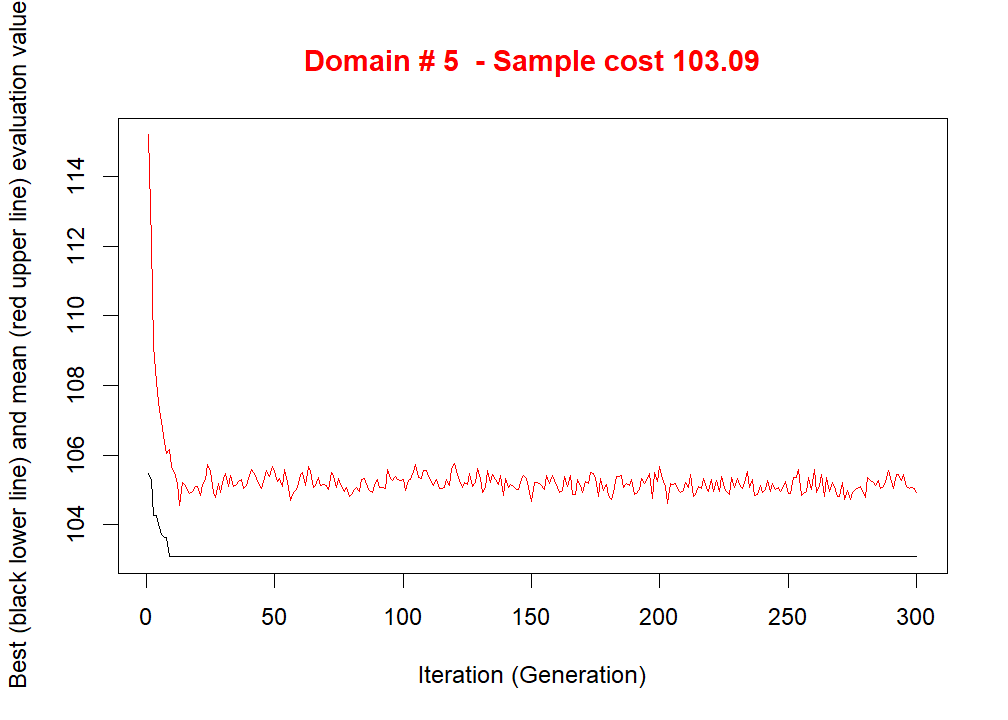 Domain # 5  - Sample cost 103.09
Best (black lower line) and mean (red upper line) evaluation value
114
112
110
108
106
104
0 50 100 150 200 250 300
Iteration (Generation)